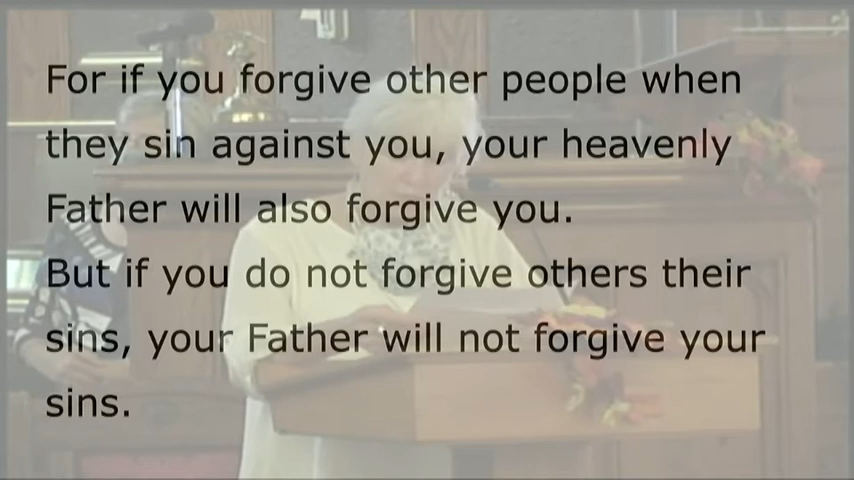 For if you forgive other people when
they sin against you, your heavenly
Father will also forgive you.
But if you do not forgive others their
sins, your Father will not forgive your
sins.